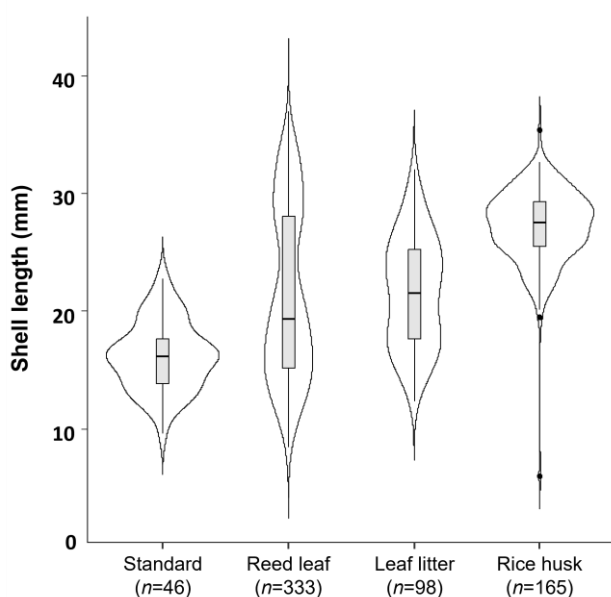 Shell length (mm)
40
30
20
10
0
Standard
(n=46)
Reed leaf
(n=333)
Leaf litter
(n=98)
Rice husk
(n=165)